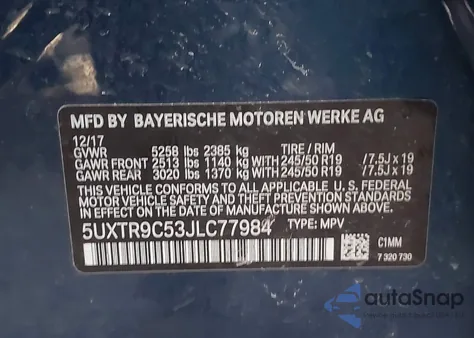 MFD BY BAYERISCHE MOTOREN WERKE AG
12/17
GVWR 5258 lbs 2385 kg TIRE / RIM
GAWR FRONT 2513 lbs 1140 kg WITH 245/50 R19 /7.5J x 19
GAWR REAR 3020 lbs 1370 kg WITH 245/50 R19 /7.5J x 19
THIS VEHICLE CONFORMS TO ALL APPLICABLE U. S. FEDERAL
MOTOR VEHICLE SAFETY AND THEFT PREVENTION STANDARDS
IN EFFECT ON THE DATE OF MANUFACTURE SHOWN ABOVE.
5UXTR9C53JLC77984 TYPE: MPV
C1MM
7 320 730
autoSnap